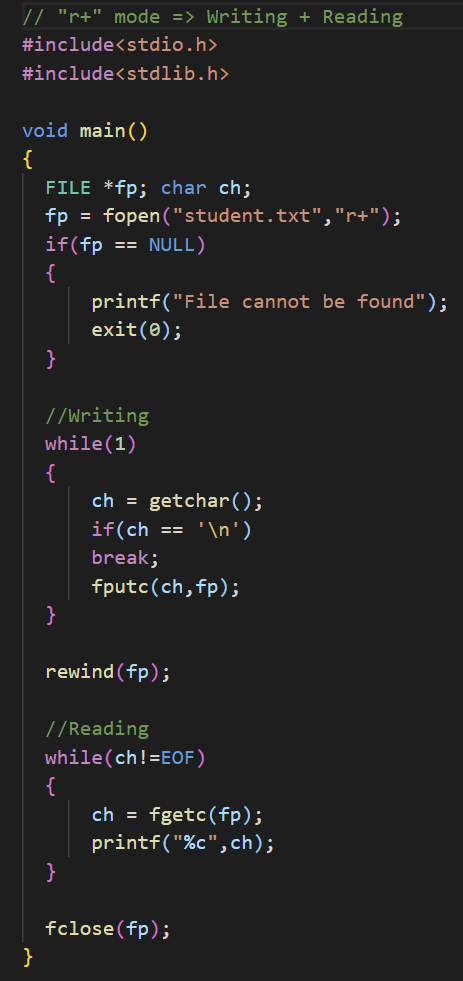 // "r+" mode => Writing + Reading
#include<stdio.h>
#include<stdlib.h>
void main()
{
FILE *fp; char ch;
fp = fopen("student.txt","r+");
if(fp == NULL)
{
printf("File cannot be found");
exit(0);
}
//Writing
while(1)
{
ch = getchar();
if(ch == '\n')
break;
fputc(ch,fp);
}
rewind(fp);
//Reading
while(ch!=EOF)
{
ch = fgetc(fp);
printf("%c",ch);
}
fclose(fp);
}